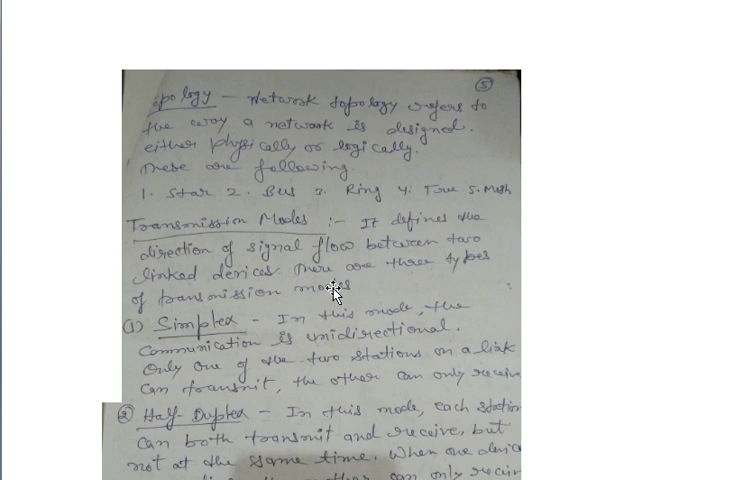 5
pology - Network topology refers to
the way a network is designed.
either physically or logically.
These are following.
1. Star 2. Bus 3. Ring 4. Tree 5. Mesh
Transmission Modes :- It defines the
direction of signal flow between two
linked devices. There are three types
of transmission modes
(1) Simplex - In this mode, the
Communication is unidirectional.
Only one of the two stations on a link
Can transmit, the other can only receive
2 Half-Duplex - In this mode, each station
Can both transmit and receive, but
not at the same time. When one device
can only receive